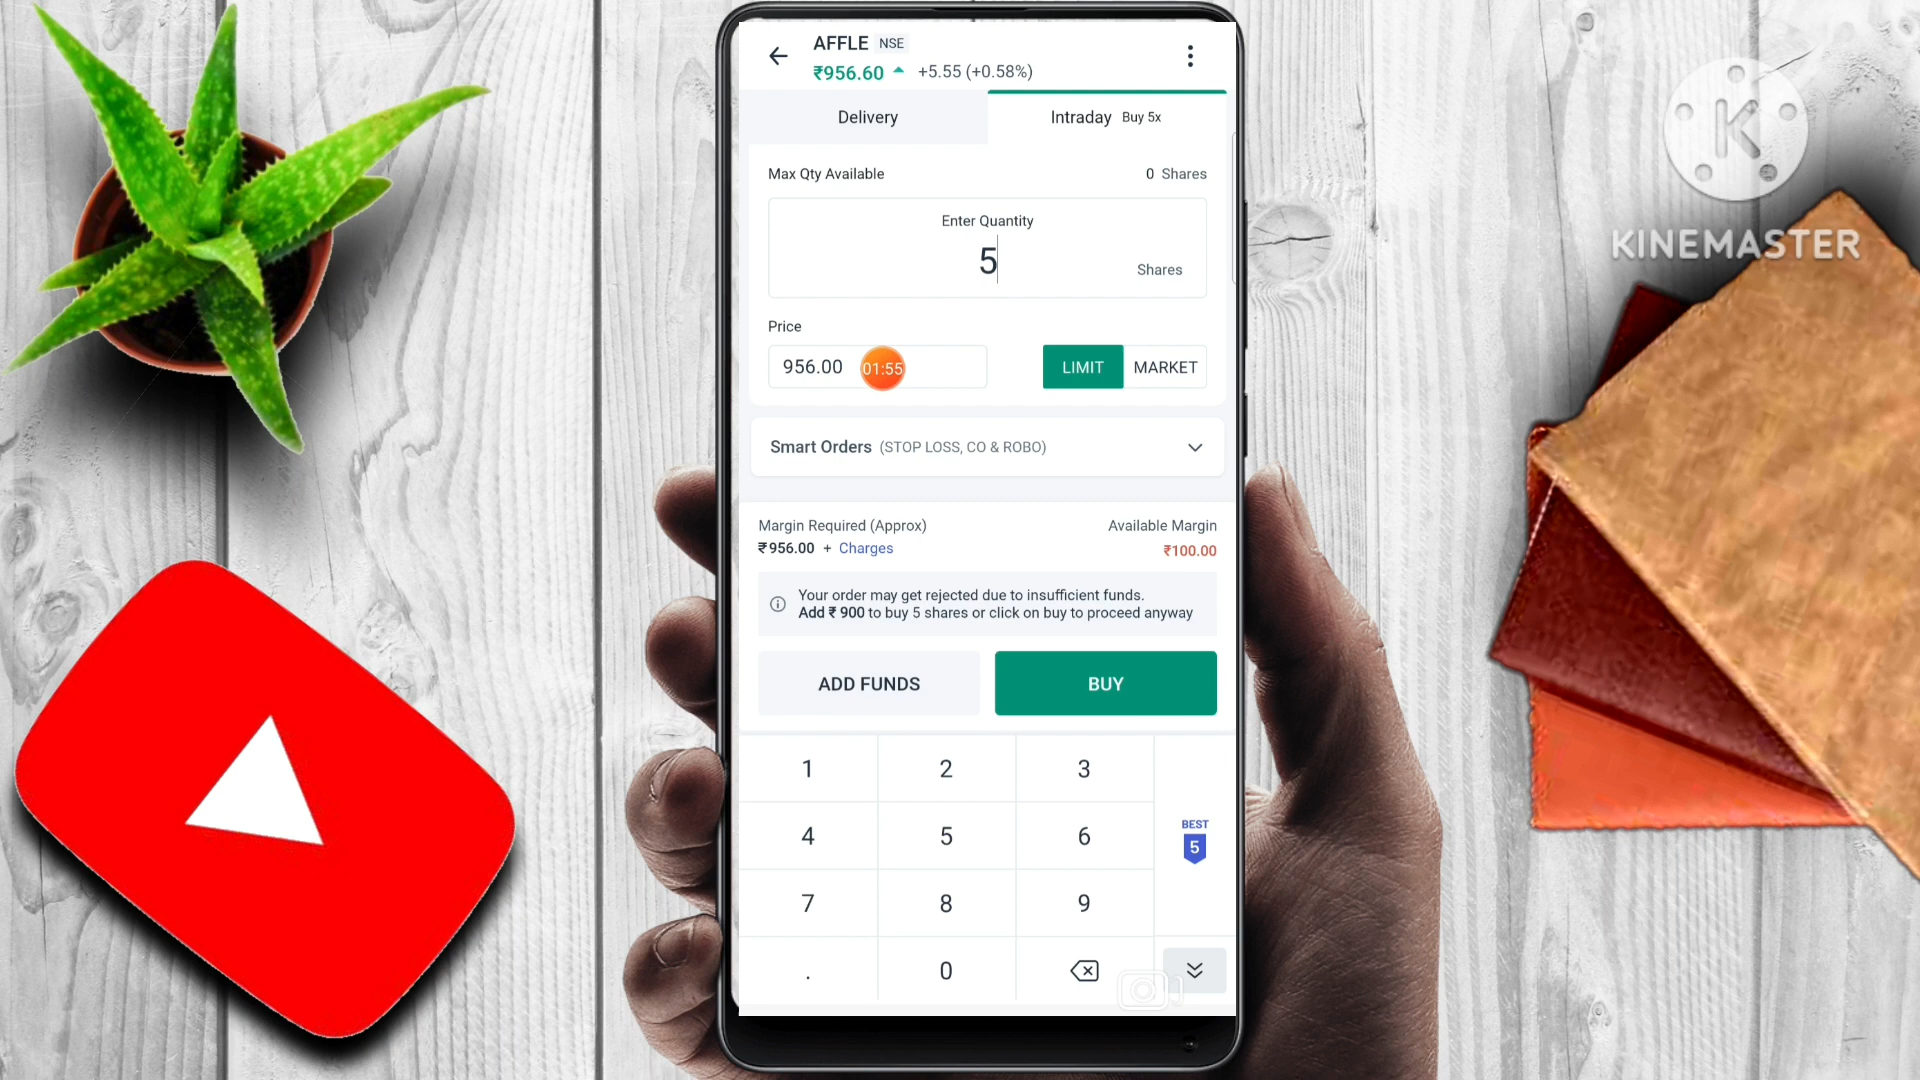 AFFLE NSE
₹956.60 +5.55 (+0.58%)
Delivery
Intraday Buy 5x
Max Qty Available
0 Shares
Enter Quantity
5
Shares
Price
956.00
01:55
LIMIT
MARKET
Smart Orders (STOP LOSS, CO & ROBO)
Margin Required (Approx)
Available Margin
₹956.00 + Charges
₹100.00
Your order may get rejected due to insufficient funds.
Add ₹ 900 to buy 5 shares or click on buy to proceed anyway
ADD FUNDS
BUY
1
2
3
4
5
6
BEST
5
7
8
9
.
0
K
KINEMASTER